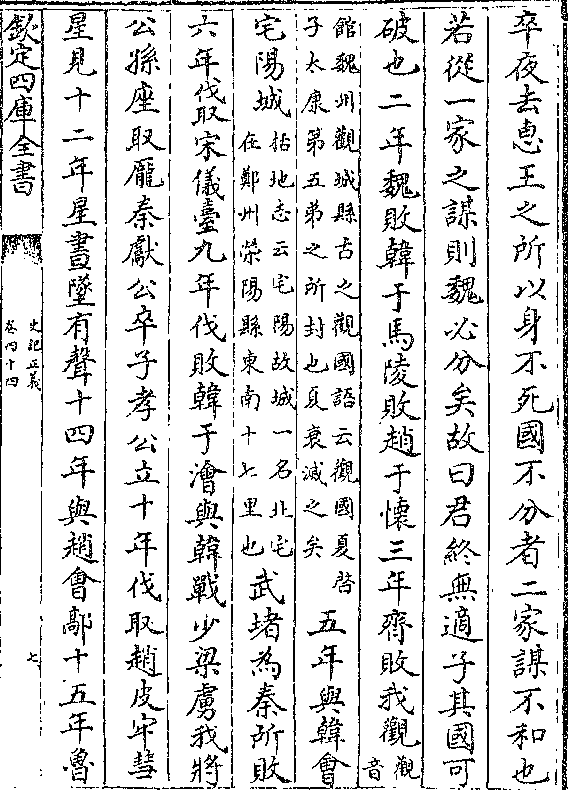 卒夜去恵王之所以身不死國不分者二家謀不和也
若從一家之謀則魏必分矣故曰君終無適子其國可
破也二年魏敗韓于馬陵敗趙于懷三年齊敗我觀觀音
館魏州觀城縣古之觀國語云觀國夏啓
子太康第五弟之所封也夏衰滅之矣
五年與韓會
宅陽城
括地志云宅陽故城一名北宅
在鄭州滎陽縣東南十七里也
武堵為秦所敗
六年伐取宋儀臺九年伐敗韓于澮與韓戰少梁虜我將
公孫座取龎秦獻公卒子孝公立十年伐取趙皮牢彗
星見十二年星晝墜有聲十四年與趙會鄗十五年魯
欽定四庫全書
史記正義
卷四十四
七